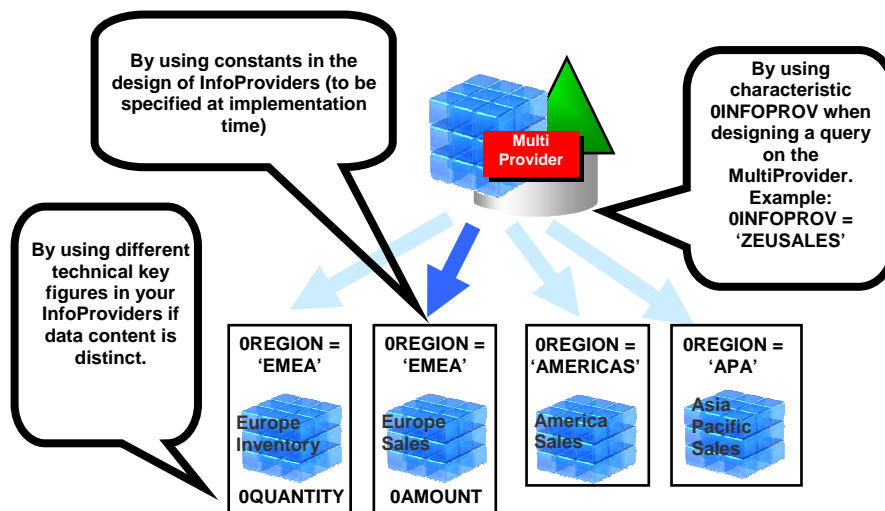 By using constants in the
design of InfoProviders (to be
specified at implementation
time)
By using
characteristic
0INFOPROV when
designing a query
on the
MultiProvider.
Example:
0INFOPROV =
‘ZEUSALES’
Multi
Provider
By using different
technical key
figures in your
InfoProviders if
data content is
distinct.
0REGION =
‘EMEA’
Europe
Inventory
0QUANTITY
0REGION =
‘EMEA’
Europe
Sales
0AMOUNT
0REGION =
‘AMERICAS’
America
Sales
0REGION =
‘APA’
Asia
Pacific
Sales